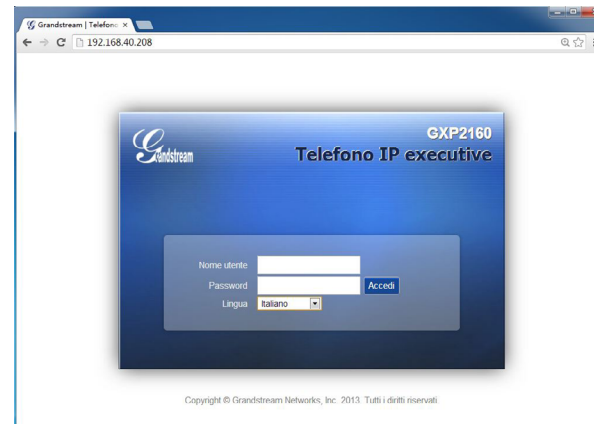 Grandstream | Telefono
192.168.40.208
Grandstream
GXP2160
Telefono IP executive
Nome utente
Password
Accedi
Lingua
Italiano
Copyright © Grandstream Networks, Inc. 2013. Tutti i diritti riservati.